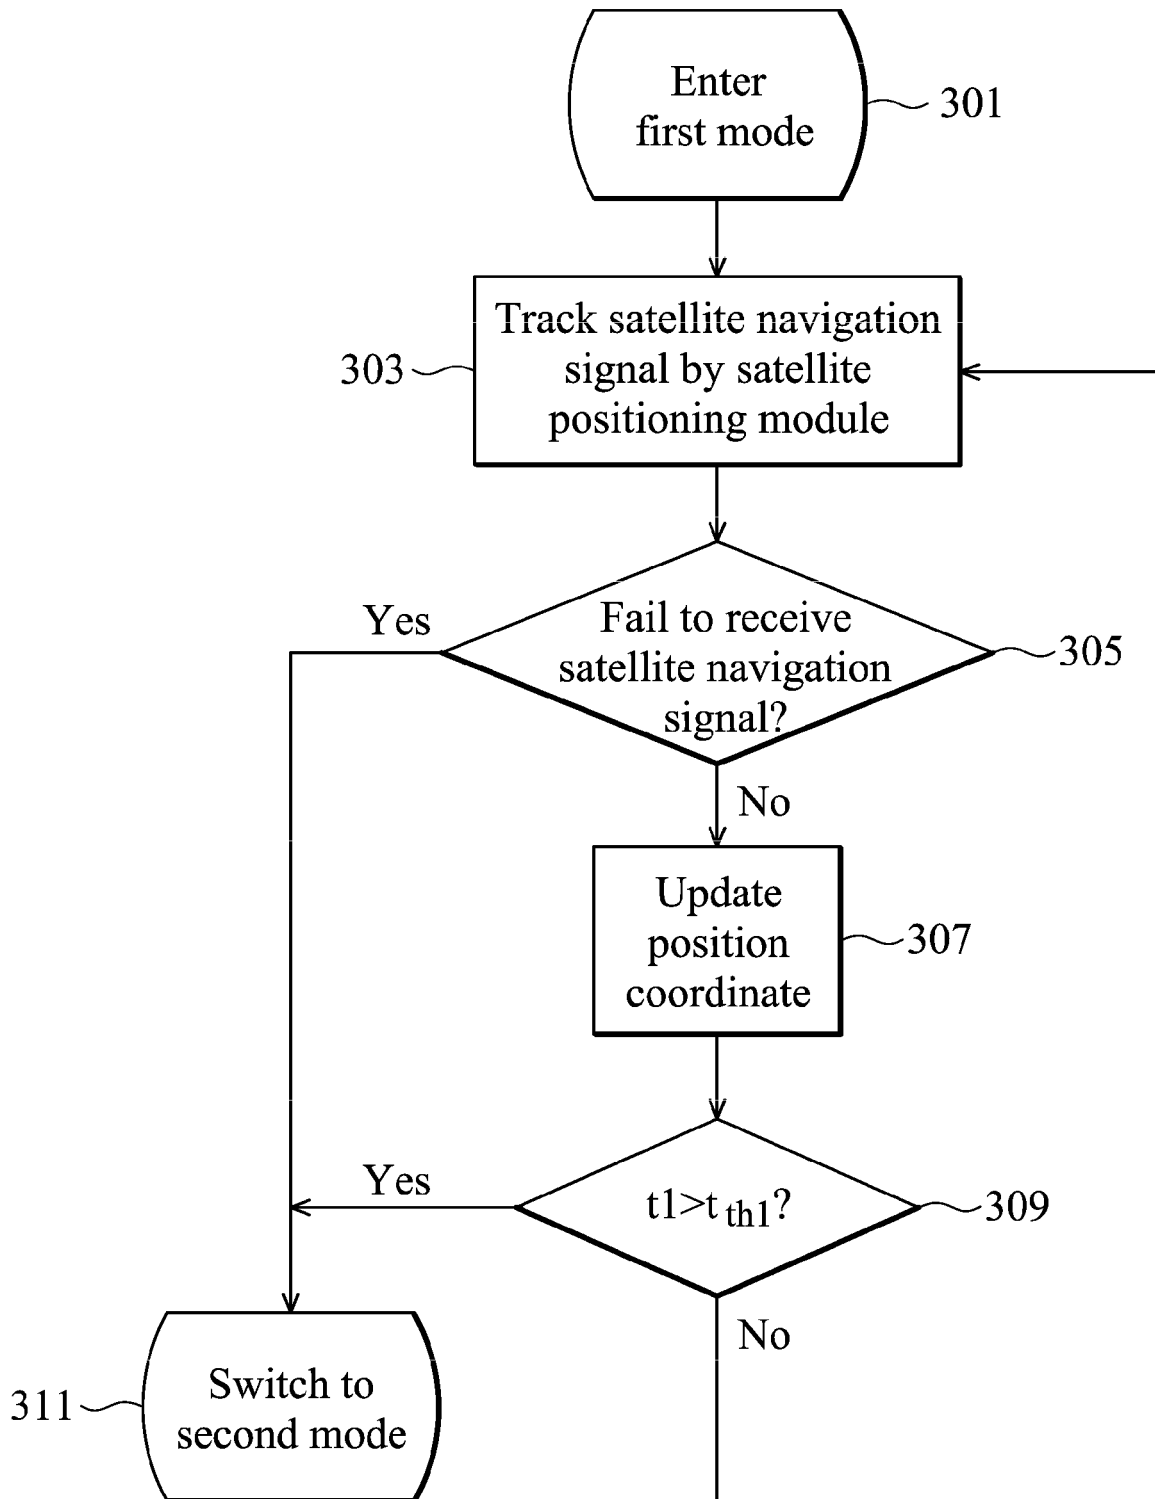 Enter
first mode
301
Track satellite navigation
signal by satellite
positioning module
303
Yes
Fail to receive
satellite navigation
signal?
305
No
Update
position
coordinate
307
Yes
t1>t th1?
309
No
Switch to
second mode
311